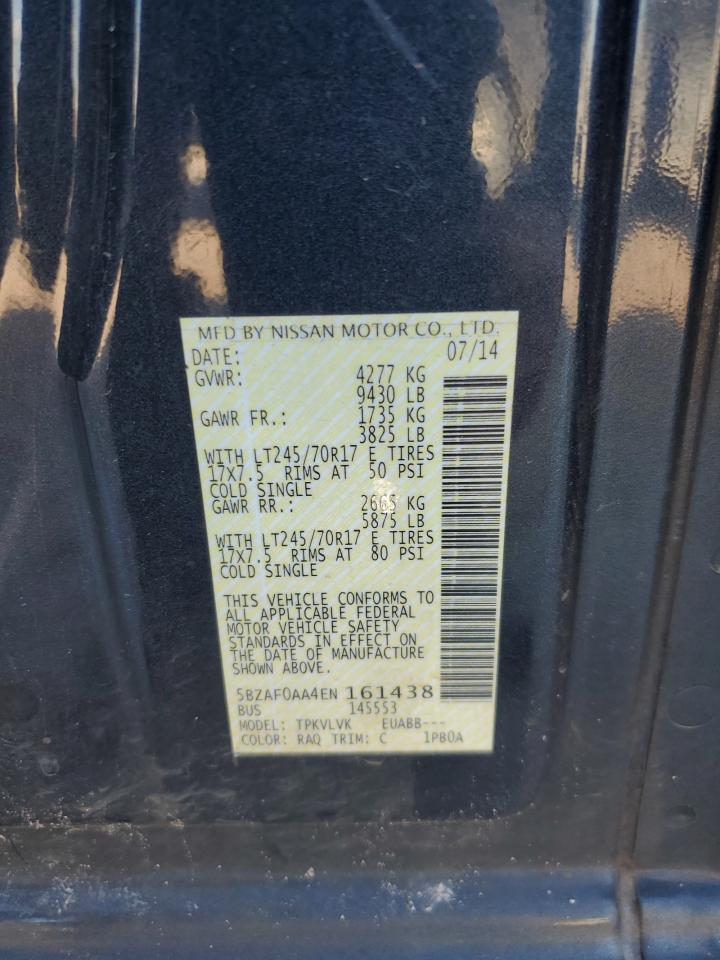 MFD BY NISSAN MOTOR CO., LTD.
DATE: 07/14
GVWR: 4277 KG
9430 LB
GAWR FR.: 1735 KG
3825 LB
WITH LT245/70R17 E TIRES
17X7.5 RIMS AT 50 PSI
COLD SINGLE
GAWR RR.: 2665 KG
5875 LB
WITH LT245/70R17 E TIRES
17X7.5 RIMS AT 80 PSI
COLD SINGLE
THIS VEHICLE CONFORMS TO
ALL APPLICABLE FEDERAL
MOTOR VEHICLE SAFETY
STANDARDS IN EFFECT ON
THE DATE OF MANUFACTURE
SHOWN ABOVE.
5BZAF0AA4EN 161438
BUS 145553
MODEL: TPKVLVK EUABB---
COLOR: RAQ TRIM: C 1PB0A